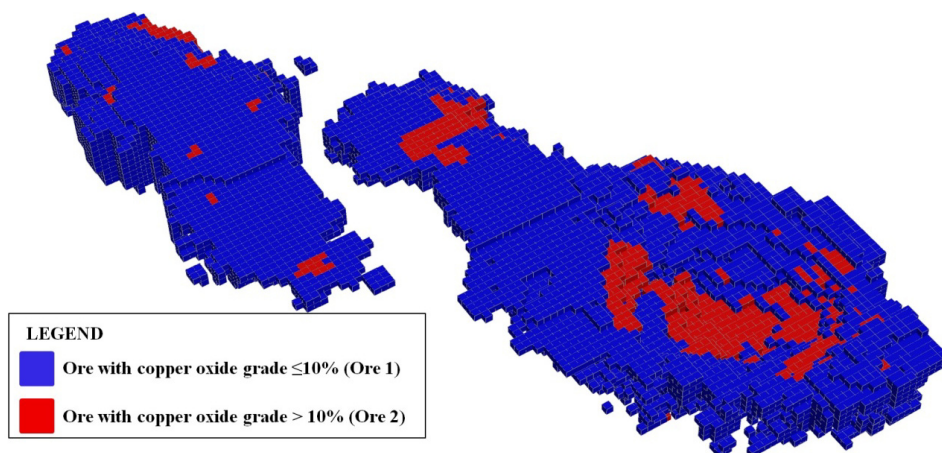 LEGEND
Ore with copper oxide grade ≤10% (Ore 1)
Ore with copper oxide grade > 10% (Ore 2)